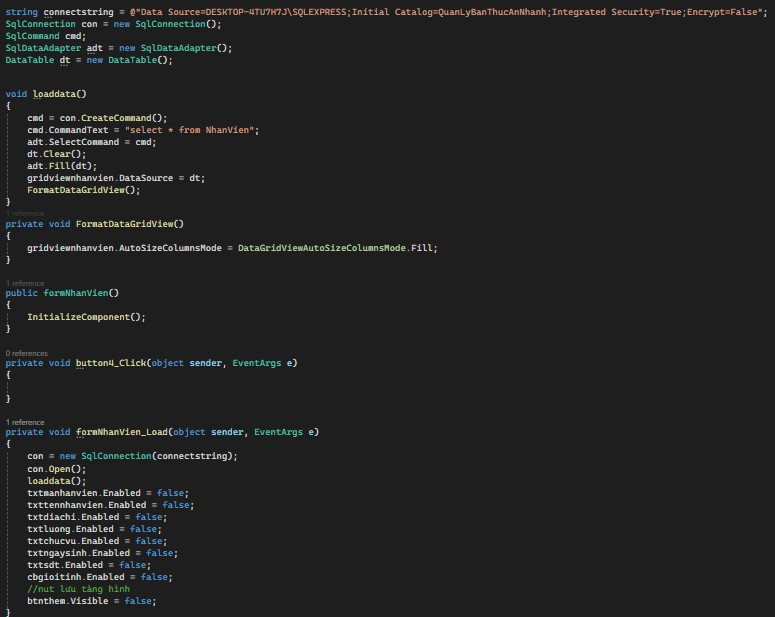 string connectstring = @"Data Source=DESKTOP-4TU7H7J\SQLEXPRESS;Initial Catalog=QuanLyBanThucAnNhanh;Integrated Security=True;Encrypt=False";
SqlConnection con = new SqlConnection();
SqlCommand cmd;
SqlDataAdapter adt = new SqlDataAdapter();
DataTable dt = new DataTable();
void loaddata()
{
cmd = con.CreateCommand();
cmd.CommandText = "select * from NhanVien";
adt.SelectCommand = cmd;
dt.Clear();
adt.Fill(dt);
gridviewnhanvien.DataSource = dt;
FormatDataGridView();
}
1 reference
private void FormatDataGridView()
{
gridviewnhanvien.AutoSizeColumnsMode = DataGridViewAutoSizeColumnsMode.Fill;
}
1 reference
public formNhanVien()
{
InitializeComponent();
}
0 references
private void button4_Click(object sender, EventArgs e)
{
}
1 reference
private void formNhanVien_Load(object sender, EventArgs e)
{
con = new SqlConnection(connectstring);
con.Open();
loaddata();
txtmanhanvien.Enabled = false;
txttennhanvien.Enabled = false;
txtdiachi.Enabled = false;
txtluong.Enabled = false;
txtchucvu.Enabled = false;
txtngaysinh.Enabled = false;
txtsdt.Enabled = false;
cbgioitinh.Enabled = false;
//nut lưu tàng hình
btnthem.Visible = false;
}